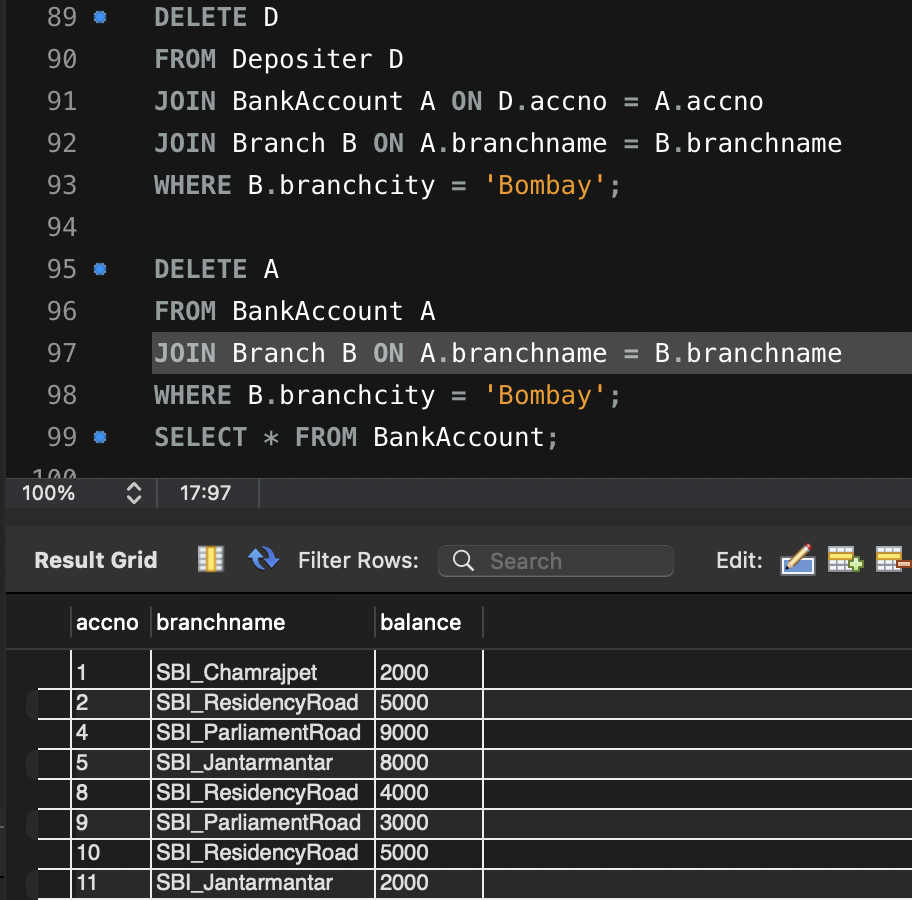 89 DELETE D
90 FROM Depositer D
91 JOIN BankAccount A ON D.accno = A.accno
92 JOIN Branch B ON A.branchname = B.branchname
93 WHERE B.branchcity = 'Bombay';
94
95 DELETE A
96 FROM BankAccount A
97 JOIN Branch B ON A.branchname = B.branchname
98 WHERE B.branchcity = 'Bombay';
99 SELECT * FROM BankAccount;
100
100% 17:97
Result Grid Filter Rows: Search Edit:
accno branchname balance
1 SBI_Chamrajpet 2000
2 SBI_ResidencyRoad 5000
4 SBI_ParliamentRoad 9000
5 SBI_Jantarmantar 8000
8 SBI_ResidencyRoad 4000
9 SBI_ParliamentRoad 3000
10 SBI_ResidencyRoad 5000
11 SBI_Jantarmantar 2000